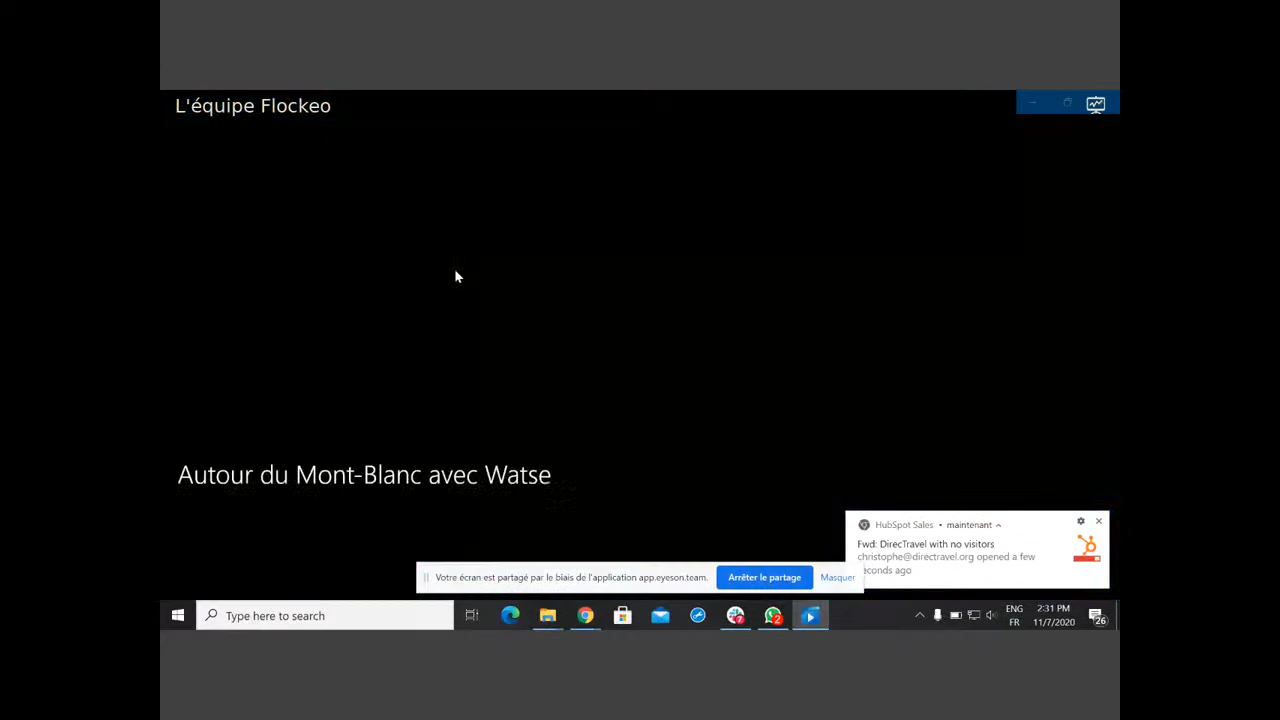 L'équipe Flockeo
Autour du Mont-Blanc avec Watse
HubSpot Sales • maintenant
Fwd: DirecTravel with no visitors
christophe@directravel.org opened a few
seconds ago
Votre écran est partagé par le biais de l'application app.eyeson.team.
Arrêter le partage
Masquer
Type here to search
7
2
ENG
FR
2:31 PM
11/7/2020
26